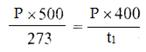 P × 500 / 273 = P × 400 / t₁